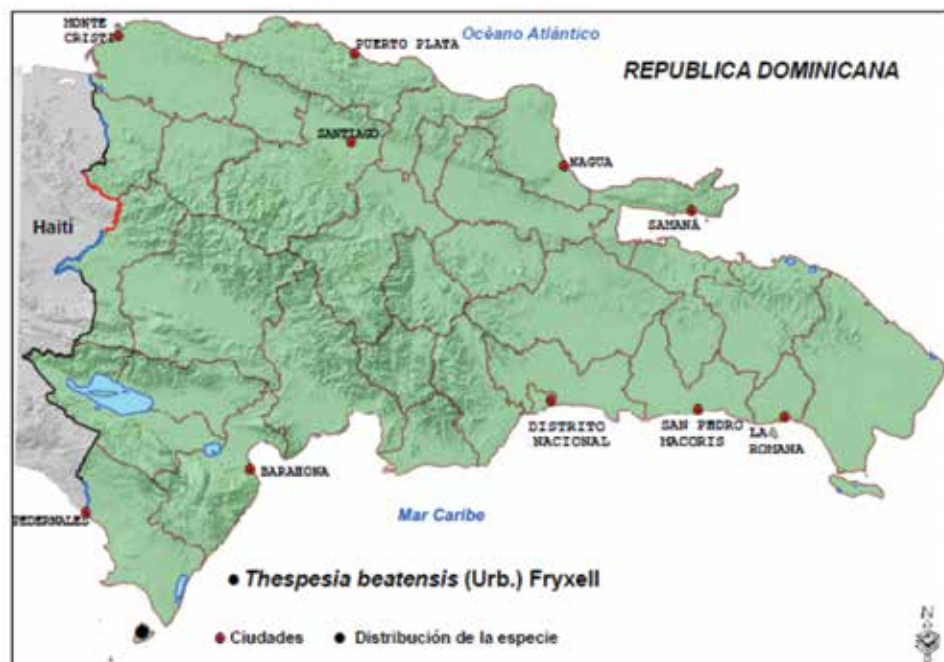 MONTE
CRISTI
Océano Atlántico
PUERTO PLATA
REPUBLICA DOMINICANA
SANTIAGO
NAGUA
Haití
SAMANÁ
DISTRITO
NACIONAL
SAN PEDRO
MACORIS
LA
ROMANA
BARAHONA
Mar Caribe
PEDERNALES
Thespesia beatensis (Urb.) Fryxell
Ciudades
Distribución de la especie
N